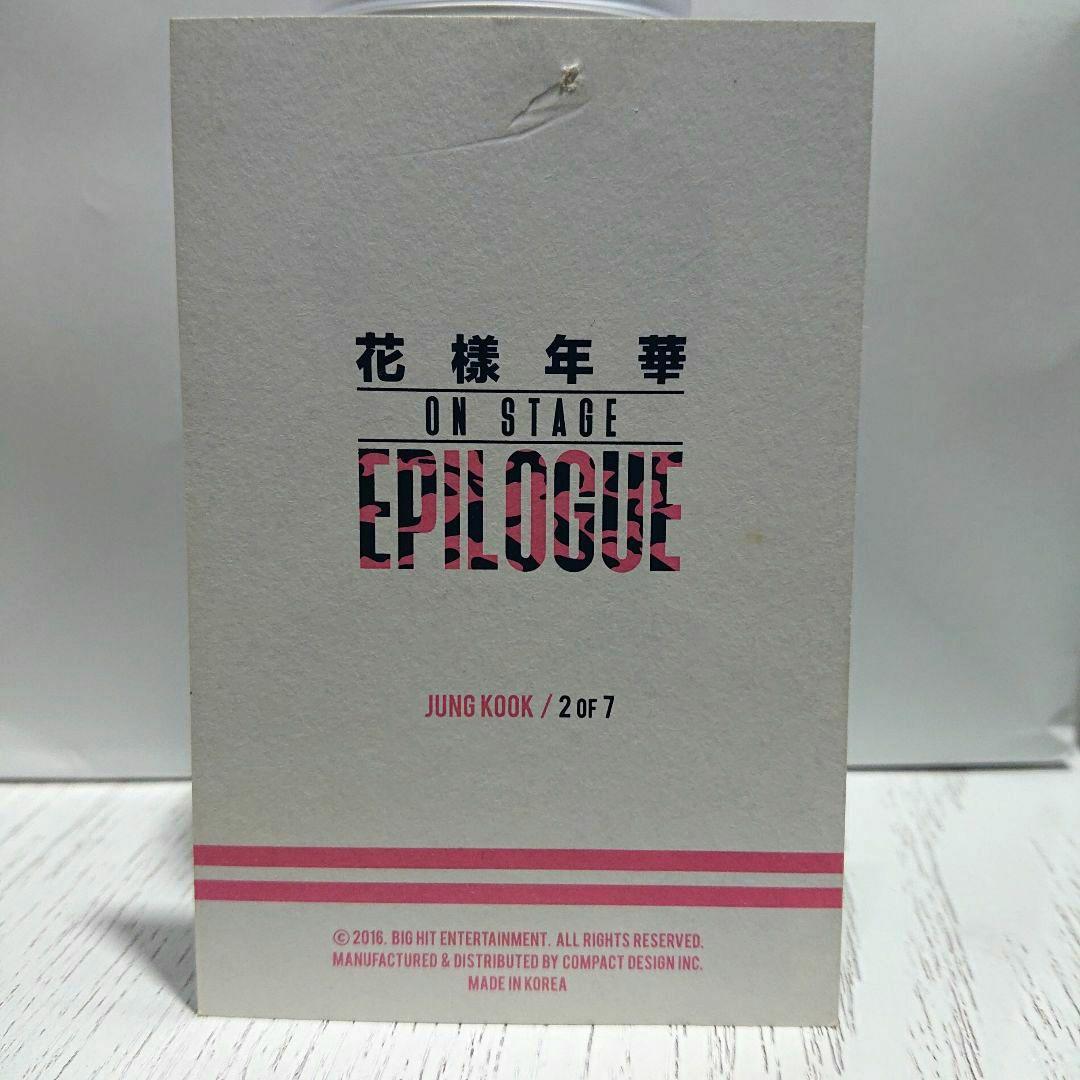 花樣年華
ON STAGE
EPILOGUE
JUNG KOOK / 2 OF 7
© 2016. BIG HIT ENTERTAINMENT. ALL RIGHTS RESERVED.
MANUFACTURED & DISTRIBUTED BY COMPACT DESIGN INC.
MADE IN KOREA